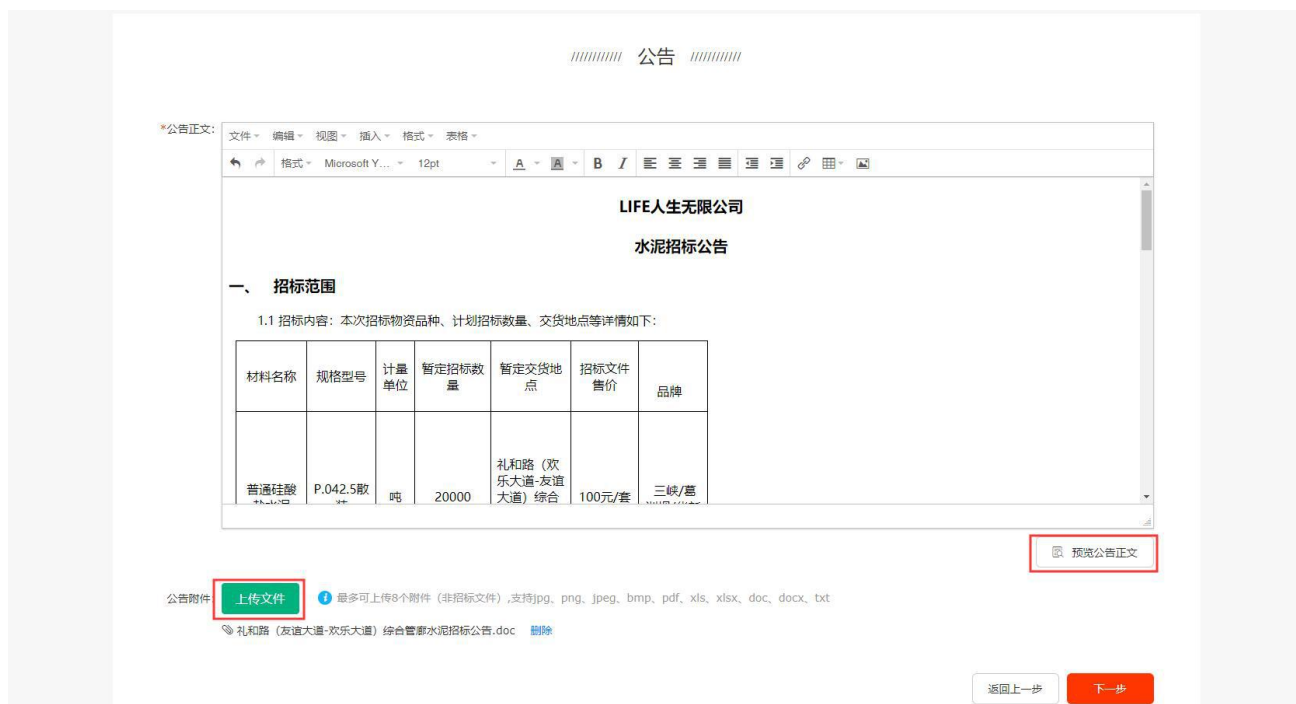 //////////// 公告 ////////////
*公告正文:
文件 编辑 视图 插入 格式 表格
格式 Microsoft Y... 12pt A A B I
LIFE人生无限公司
水泥招标公告
一、 招标范围
1.1 招标内容：本次招标物资品种、计划招标数量、交货地点等详情如下：
材料名称 规格型号 计量单位 暂定招标数量 暂定交货地点 招标文件售价 品牌
普通硅酸 P.042.5散 吨 20000 礼和路（欢乐大道-友谊大道）综合 100元/套 三峡/葛
预览公告正文
公告附件: 上传文件 最多可上传8个附件（非招标文件）,支持jpg、png、jpeg、bmp、pdf、xls、xlsx、doc、docx、txt
礼和路（友谊大道-欢乐大道）综合管廊水泥招标公告.doc 删除
返回上一步 下一步